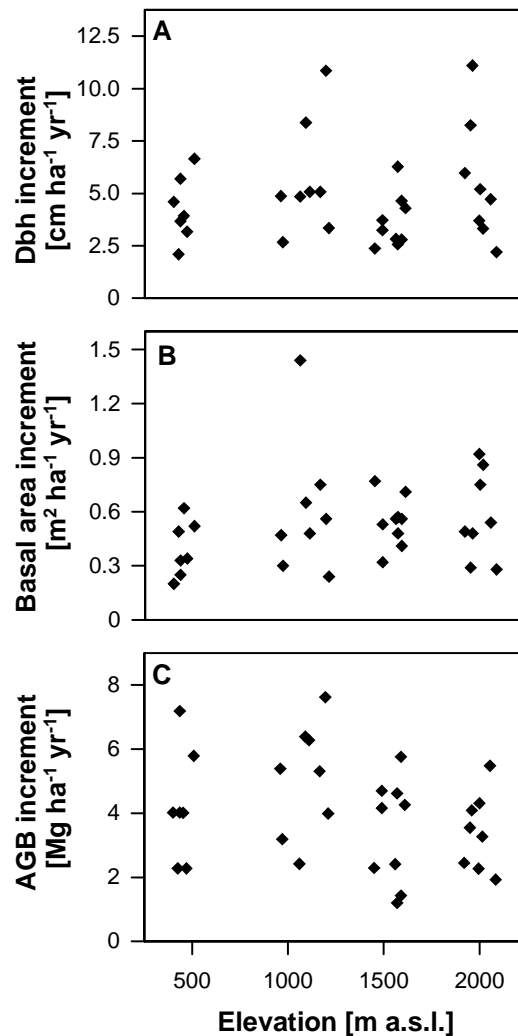 A
12.5
10.0
7.5
5.0
2.5
0
Dbh increment
[cm ha⁻¹ yr⁻¹]
B
1.5
1.2
0.9
0.6
0.3
0
Basal area increment
[m² ha⁻¹ yr⁻¹]
C
8
6
4
2
0
AGB increment
[Mg ha⁻¹ yr⁻¹]
500 1000 1500 2000
Elevation [m a.s.l.]